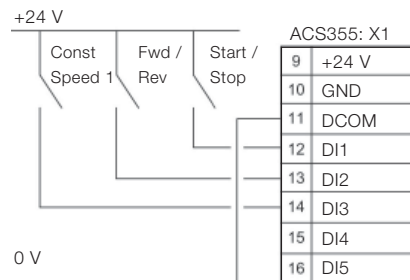 +24 V
Const Speed 1
Fwd / Rev
Start / Stop
ACS355: X1
9 +24 V
10 GND
11 DCOM
12 DI1
13 DI2
14 DI3
15 DI4
16 DI5
0 V